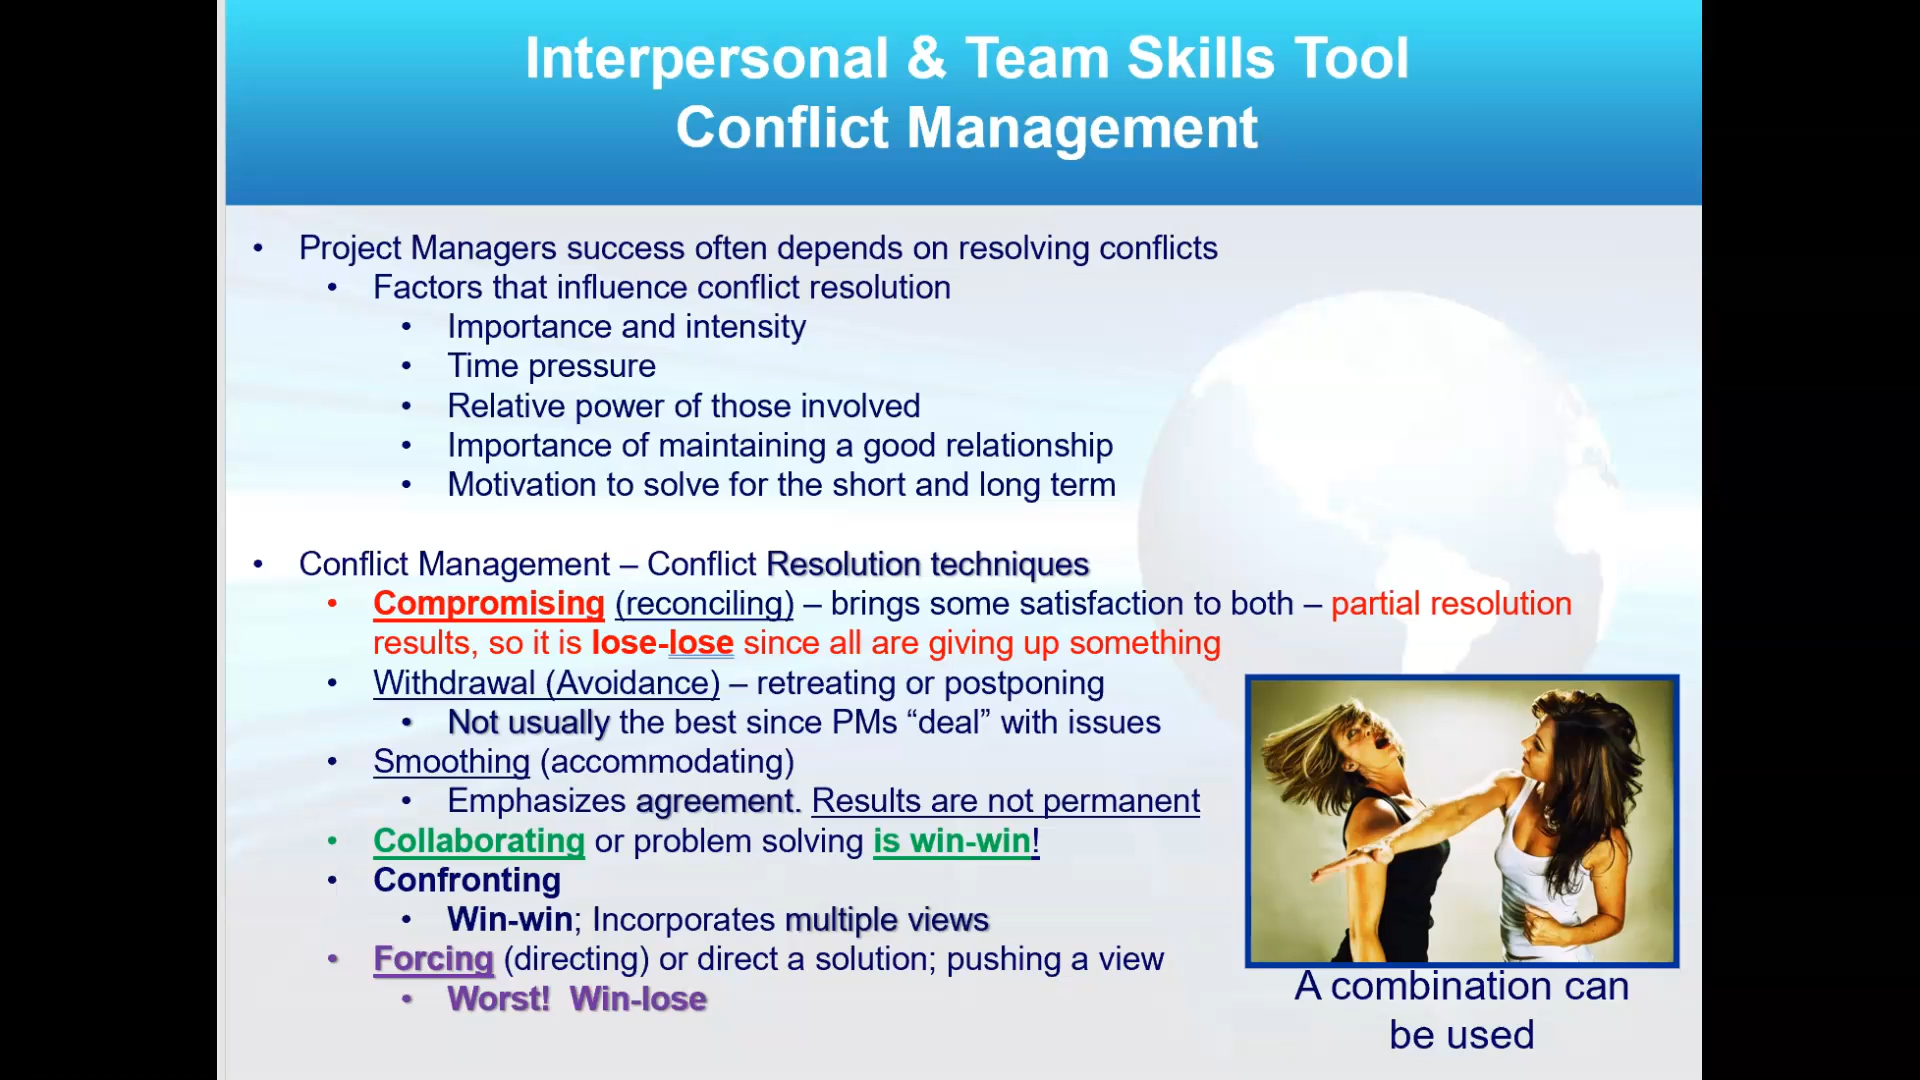 Interpersonal & Team Skills Tool
Conflict Management
• Project Managers success often depends on resolving conflicts
• Factors that influence conflict resolution
• Importance and intensity
• Time pressure
• Relative power of those involved
• Importance of maintaining a good relationship
• Motivation to solve for the short and long term
• Conflict Management – Conflict Resolution techniques
• Compromising (reconciling) – brings some satisfaction to both – partial resolution
results, so it is lose-lose since all are giving up something
• Withdrawal (Avoidance) – retreating or postponing
• Not usually the best since PMs “deal” with issues
• Smoothing (accommodating)
• Emphasizes agreement. Results are not permanent
• Collaborating or problem solving is win-win!
• Confronting
• Win-win; Incorporates multiple views
• Forcing (directing) or direct a solution; pushing a view
• Worst! Win-lose
A combination can
be used